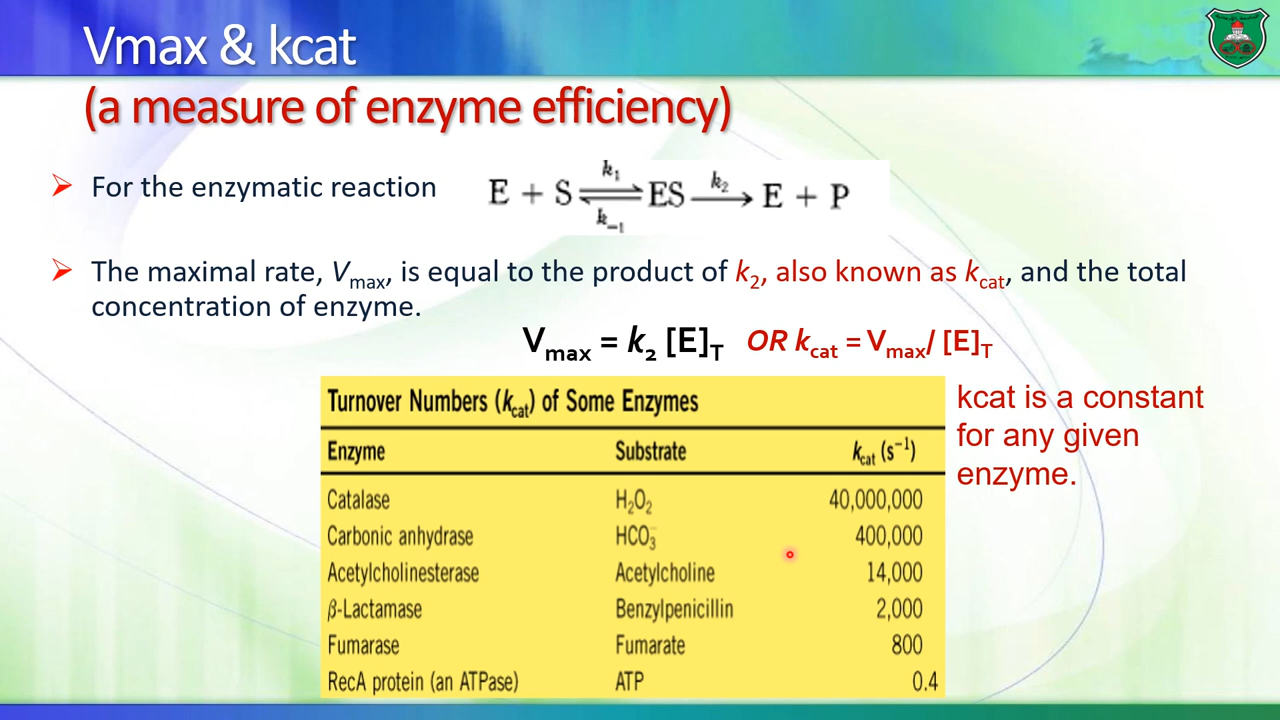 Vmax & kcat
(a measure of enzyme efficiency)
➢ For the enzymatic reaction E + S ⇌ ES → E + P
k₁
k₂
k₋₁
➢ The maximal rate, Vmax, is equal to the product of k₂, also known as kcat, and the total
concentration of enzyme.
Vmax = k₂ [E]T OR kcat = Vmax/ [E]T
Turnover Numbers (kcat) of Some Enzymes
Enzyme Substrate kcat (s⁻¹)
Catalase H₂O₂ 40,000,000
Carbonic anhydrase HCO₃⁻ 400,000
Acetylcholinesterase Acetylcholine 14,000
β-Lactamase Benzylpenicillin 2,000
Fumarase Fumarate 800
RecA protein (an ATPase) ATP 0.4
kcat is a constant
for any given
enzyme.